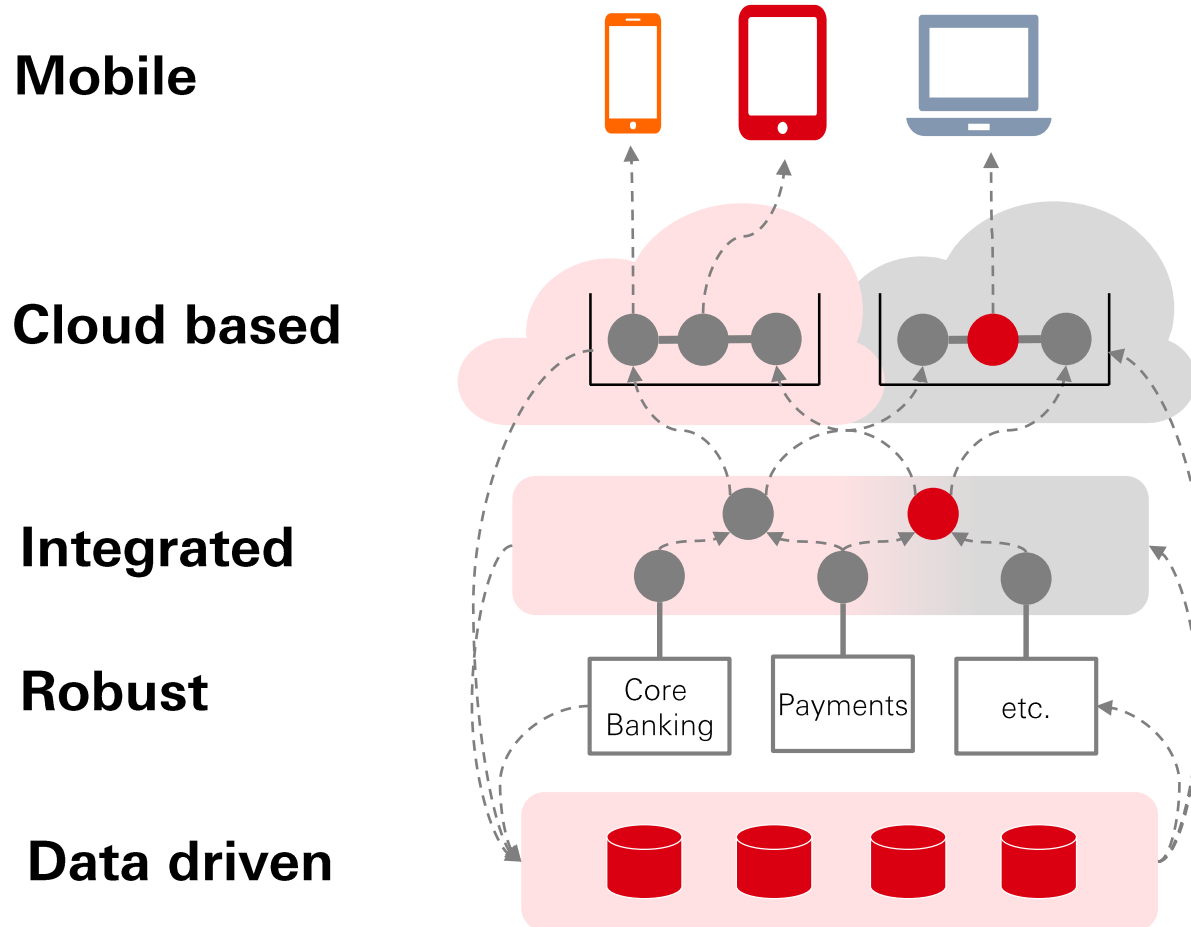 Mobile
Cloud based
Integrated
Robust
Core
Banking
Payments
etc.
Data driven